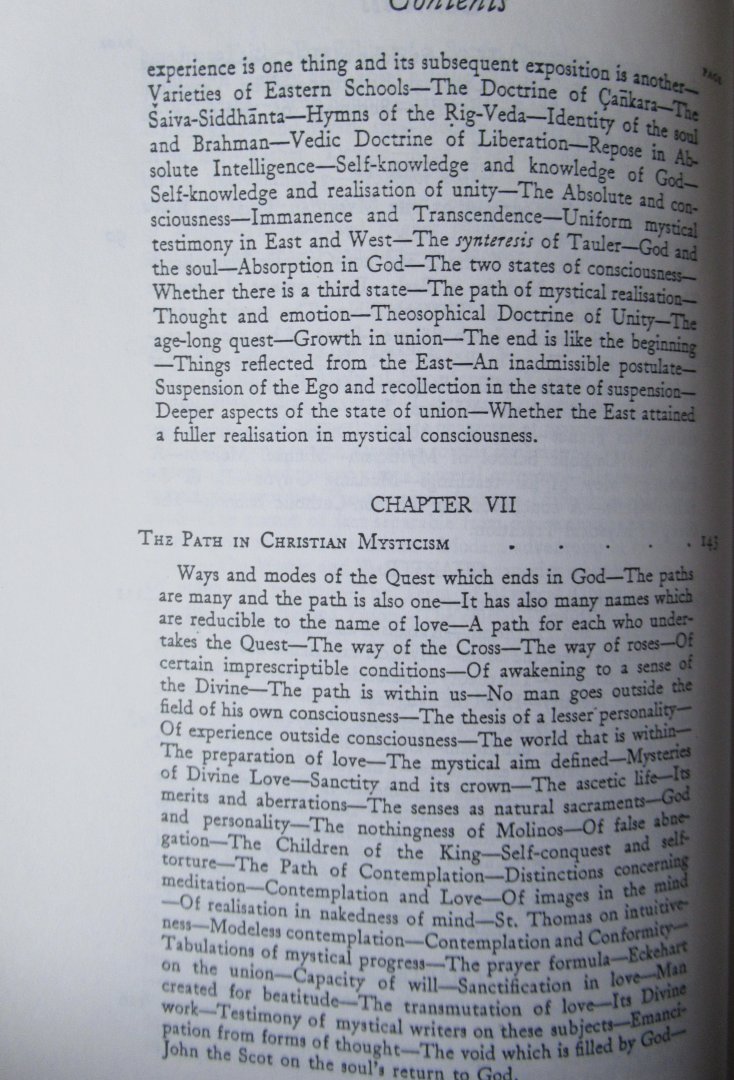 Contents
PAGE
experience is one thing and its subsequent exposition is another—
Varieties of Eastern Schools—The Doctrine of Çañkara—The
Śaiva-Siddhānta—Hymns of the Ṛig-Veda—Identity of the soul
and Brahman—Vedic Doctrine of Liberation—Repose in Ab-
solute Intelligence—Self-knowledge and knowledge of God—
Self-knowledge and realisation of unity—The Absolute and con-
sciousness—Immanence and Transcendence—Uniform mystical
testimony in East and West—The synteresis of Tauler—God and
the soul—Absorption in God—The two states of consciousness—
Whether there is a third state—The path of mystical realisation—
Thought and emotion—Theosophical Doctrine of Unity—The
age-long quest—Growth in union—The end is like the beginning
—Things reflected from the East—An inadmissible postulate—
Suspension of the Ego and recollection in the state of suspension—
Deeper aspects of the state of union—Whether the East attained
a fuller realisation in mystical consciousness.
CHAPTER VII
The Path in Christian Mysticism . . . . . 143
Ways and modes of the Quest which ends in God—The paths
are many and the path is also one—It has also many names which
are reducible to the name of love—A path for each who under-
takes the Quest—The way of the Cross—The way of roses—Of
certain imprescriptible conditions—Of awakening to a sense of
the Divine—The path is within us—No man goes outside the
field of his own consciousness—The thesis of a lesser personality—
Of experience outside consciousness—The world that is within—
The preparation of love—The mystical aim defined—Mysteries
of Divine Love—Sanctity and its crown—The ascetic life—Its
merits and aberrations—The senses as natural sacraments—God
and personality—The nothingness of Molinos—Of false abne-
gation—The Children of the King—Self-conquest and self-
torture—The Path of Contemplation—Distinctions concerning
meditation—Contemplation and Love—Of images in the mind
—Of realisation in nakedness of mind—St. Thomas on intuitive-
ness—Modeless contemplation—Contemplation and Conformity—
Tabulations of mystical progress—The prayer formula—Eckehart
on the union—Capacity of will—Sanctification in love—Man
created for beatitude—The transmutation of love—Its Divine
work—Testimony of mystical writers on these subjects—Emanci-
pation from forms of thought—The void which is filled by God—
John the Scot on the soul's return to God.